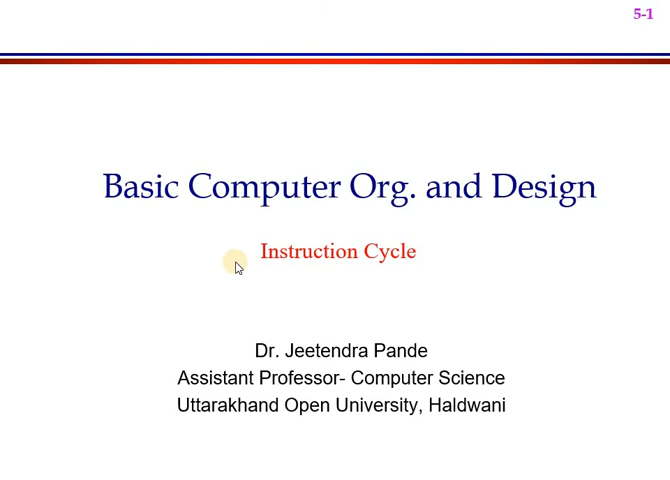 5-1
Basic Computer Org. and Design
Instruction Cycle
Dr. Jeetendra Pande
Assistant Professor- Computer Science
Uttarakhand Open University, Haldwani